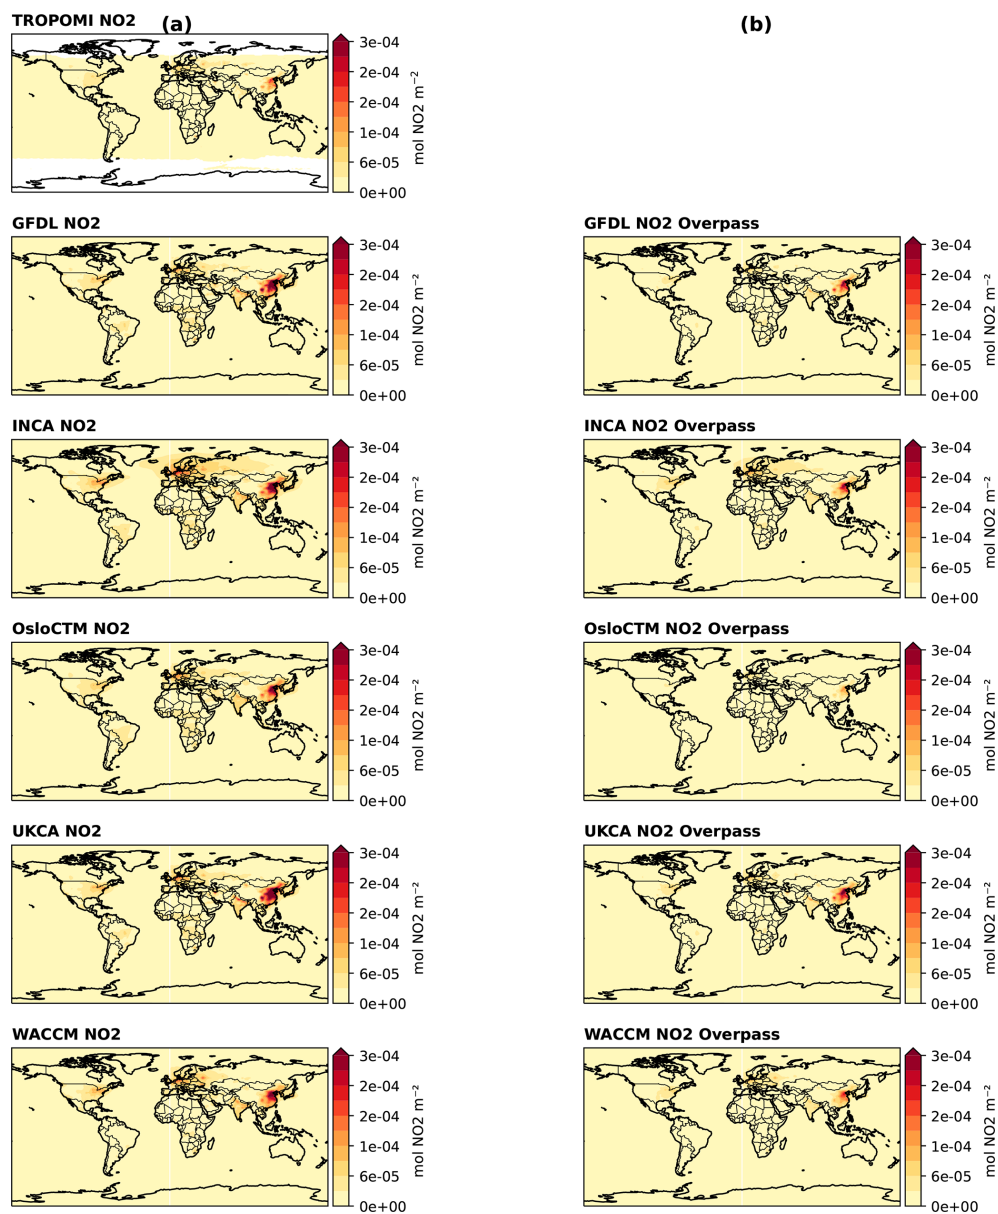 TROPOMI NO2
(a)
(b)
3e-04
2e-04
2e-04
1e-04
6e-05
0e+00
mol NO2 m⁻²
GFDL NO2
3e-04
2e-04
2e-04
1e-04
6e-05
0e+00
mol NO2 m⁻²
GFDL NO2 Overpass
3e-04
2e-04
2e-04
1e-04
6e-05
0e+00
mol NO2 m⁻²
INCA NO2
3e-04
2e-04
2e-04
1e-04
6e-05
0e+00
mol NO2 m⁻²
INCA NO2 Overpass
3e-04
2e-04
2e-04
1e-04
6e-05
0e+00
mol NO2 m⁻²
OsloCTM NO2
3e-04
2e-04
2e-04
1e-04
6e-05
0e+00
mol NO2 m⁻²
OsloCTM NO2 Overpass
3e-04
2e-04
2e-04
1e-04
6e-05
0e+00
mol NO2 m⁻²
UKCA NO2
3e-04
2e-04
2e-04
1e-04
6e-05
0e+00
mol NO2 m⁻²
UKCA NO2 Overpass
3e-04
2e-04
2e-04
1e-04
6e-05
0e+00
mol NO2 m⁻²
WACCM NO2
3e-04
2e-04
2e-04
1e-04
6e-05
0e+00
mol NO2 m⁻²
WACCM NO2 Overpass
3e-04
2e-04
2e-04
1e-04
6e-05
0e+00
mol NO2 m⁻²